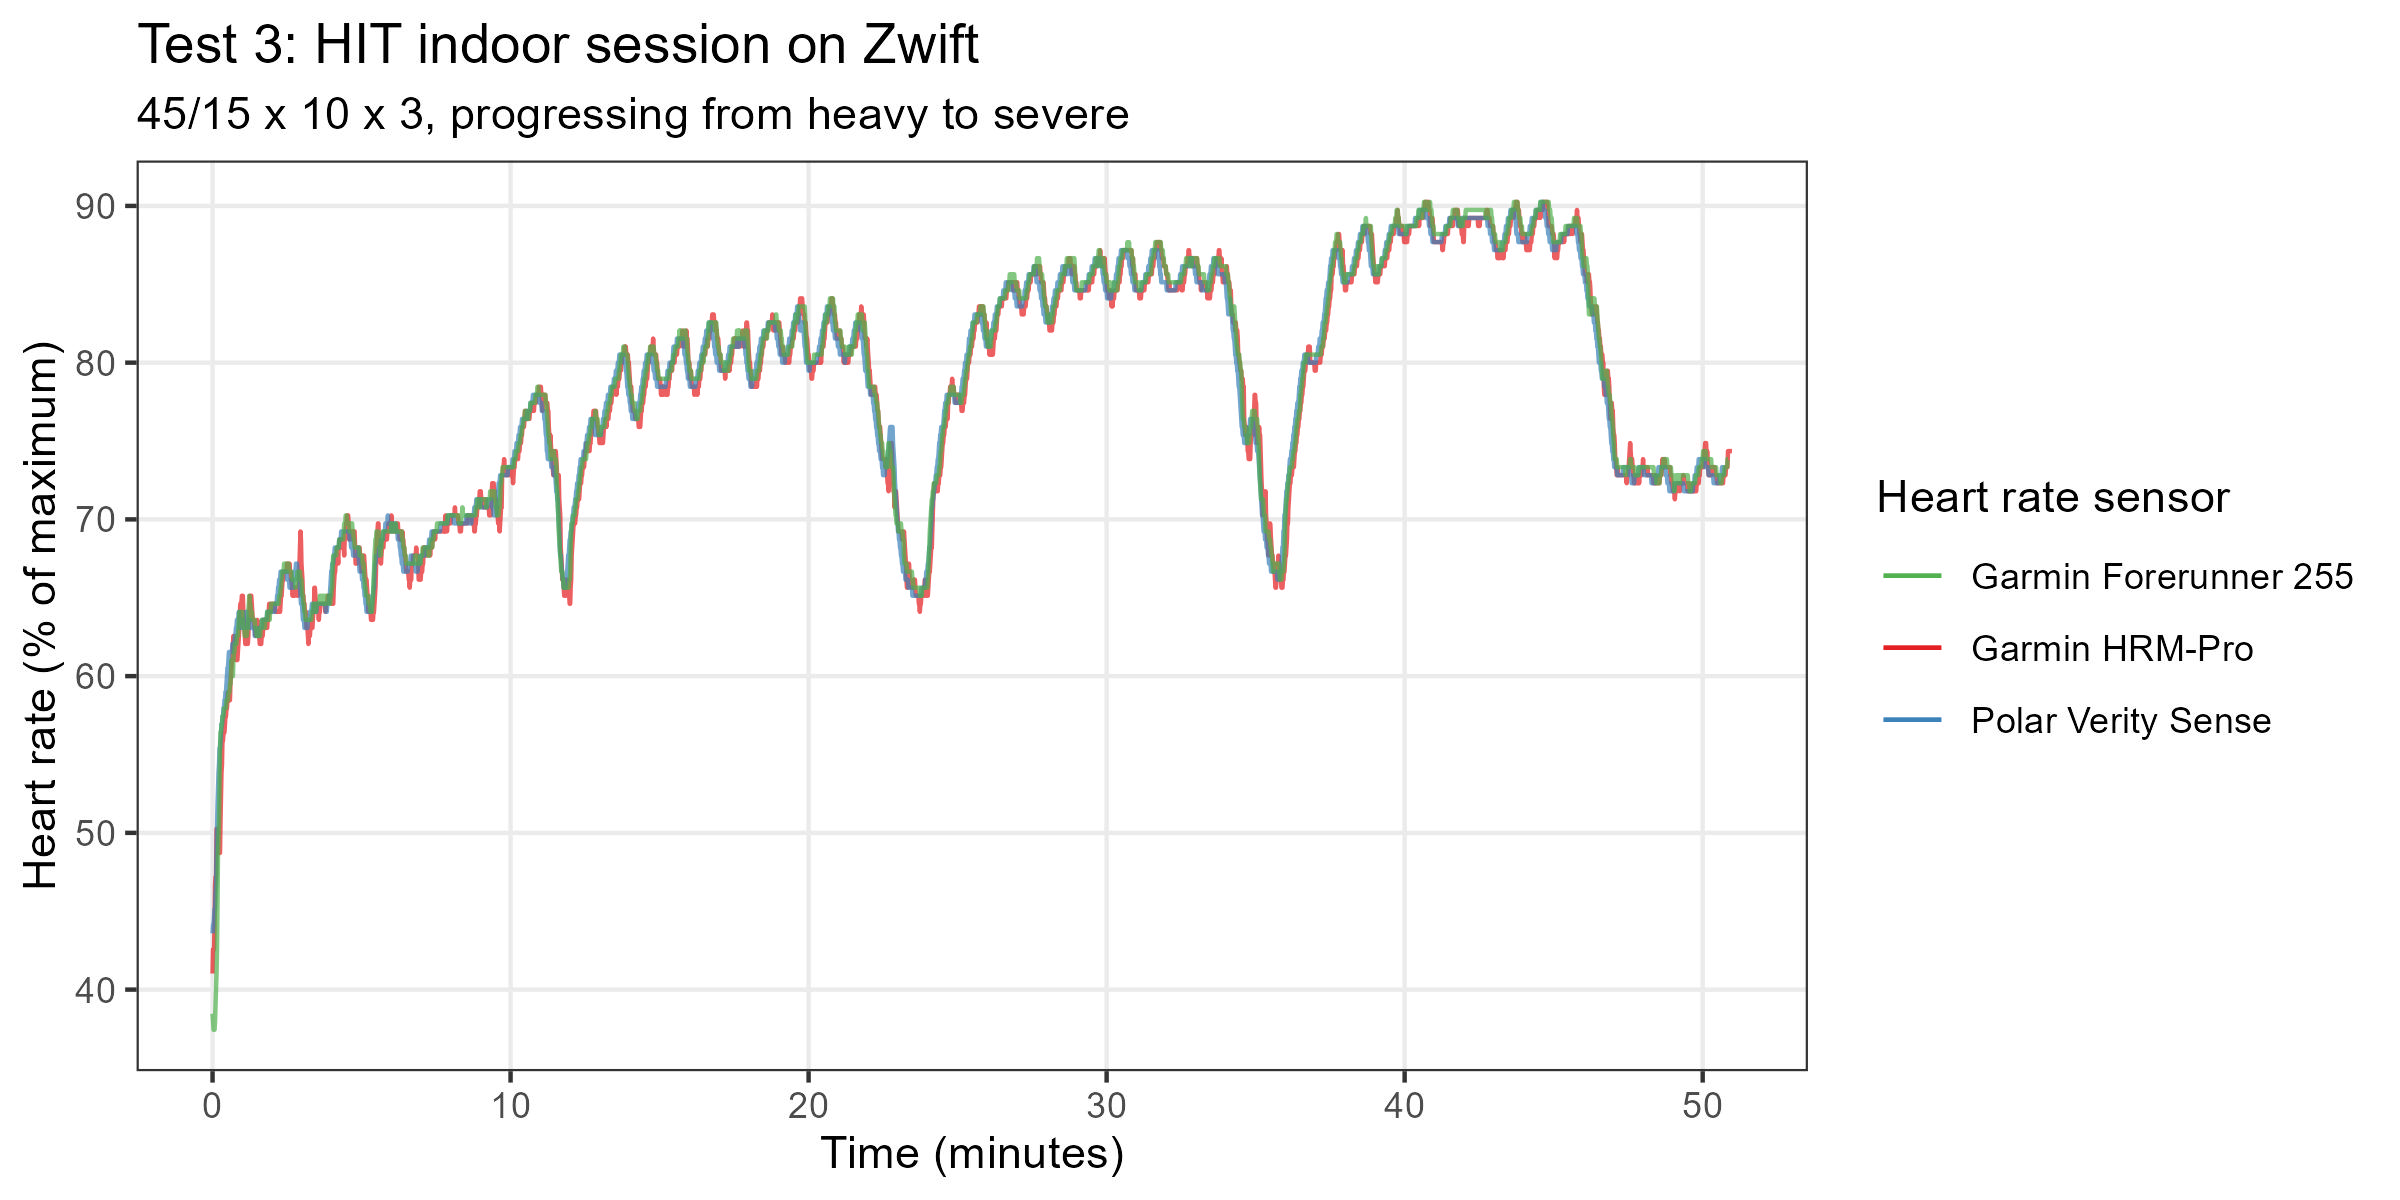 Test 3: HIT indoor session on Zwift
45/15 x 10 x 3, progressing from heavy to severe
Heart rate (% of maximum)
90
80
70
60
50
40
0 10 20 30 40 50
Time (minutes)
Heart rate sensor
Garmin Forerunner 255
Garmin HRM-Pro
Polar Verity Sense